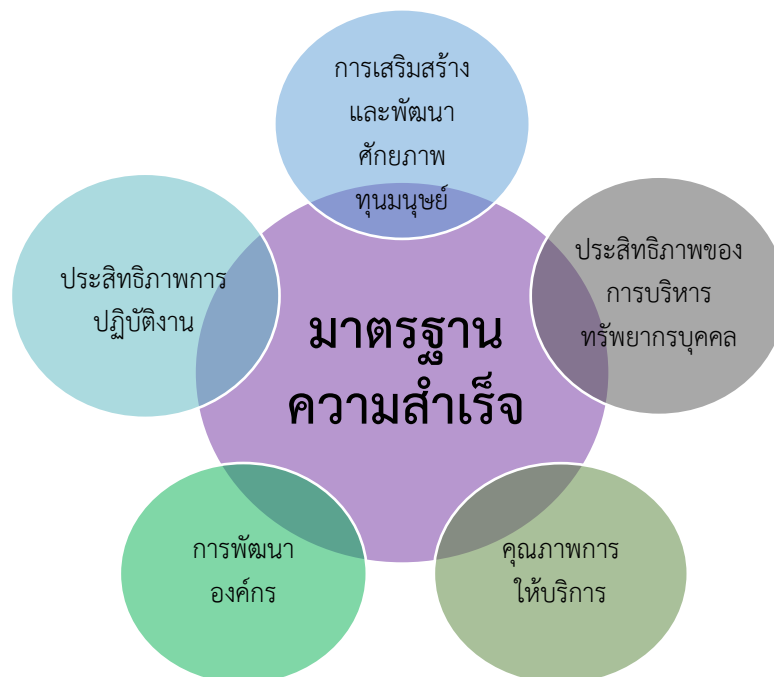 การเสริมสร้าง
และพัฒนา
ศักยภาพ
ทุนมนุษย์
ประสิทธิภาพของ
การบริหาร
ทรัพยากรบุคคล
คุณภาพการ
ให้บริการ
การพัฒนา
องค์กร
ประสิทธิภาพการ
ปฏิบัติงาน
มาตรฐาน
ความสำเร็จ